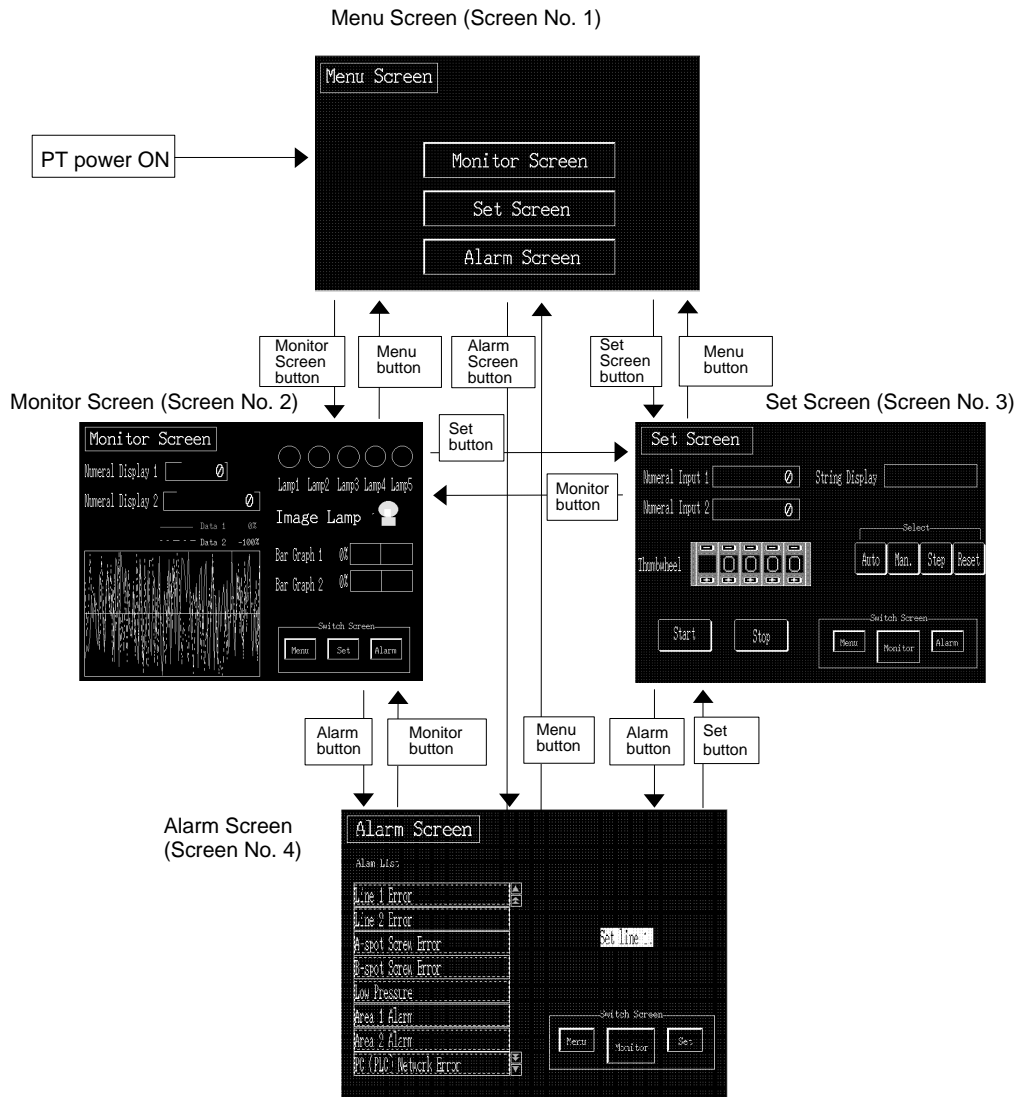 Menu Screen (Screen No. 1)
Menu Screen
PT power ON
Monitor Screen
Set Screen
Alarm Screen
Monitor
Screen
button
Menu
button
Alarm
Screen
button
Set
Screen
button
Menu
button
Monitor Screen (Screen No. 2)
Set Screen (Screen No. 3)
Monitor Screen
Numeral Display 1 0
Numeral Display 2 0
Data 1 0%
Data 2 -100%
Lamp1 Lamp2 Lamp3 Lamp4 Lamp5
Image Lamp
Bar Graph 1 0%
Bar Graph 2 0%
Switch Screen
Menu Set Alarm
Set
button
Monitor
button
Set Screen
Numeral Input 1 0
String Display
Numeral Input 2 0
Select
Auto Man. Step Reset
Thumbwheel 0 0 0 0
Start Stop
Switch Screen
Menu Monitor Alarm
Alarm
button
Monitor
button
Menu
button
Alarm
button
Set
button
Alarm Screen
(Screen No. 4)
Alarm Screen
Alam List
Line 1 Error
Line 2 Error
A-spot Screw Error
B-spot Screw Error
Low Pressure
Area 1 Alarm
Area 2 Alarm
PC (PLC) Network Error
Set line
Switch Screen
Menu Monitor Set